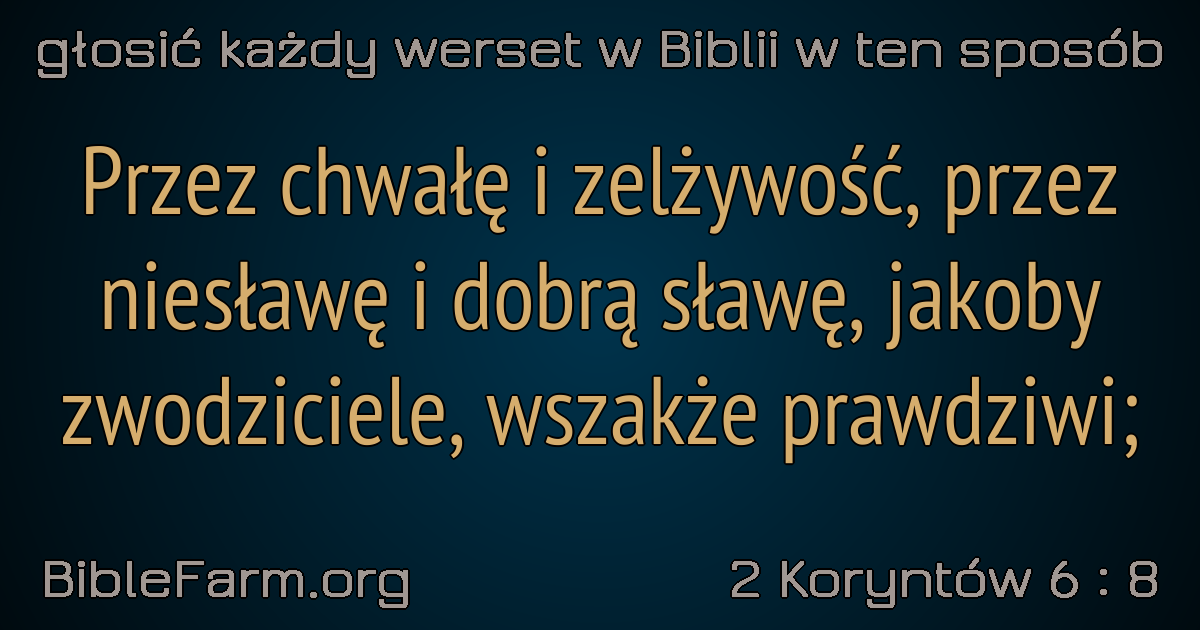 głosić każdy werset w Biblii w ten sposób
Przez chwałę i zelżywość, przez
niesławę i dobrą sławę, jakoby
zwodziciele, wszakże prawdziwi;
BibleFarm.org
2 Koryntów 6 : 8